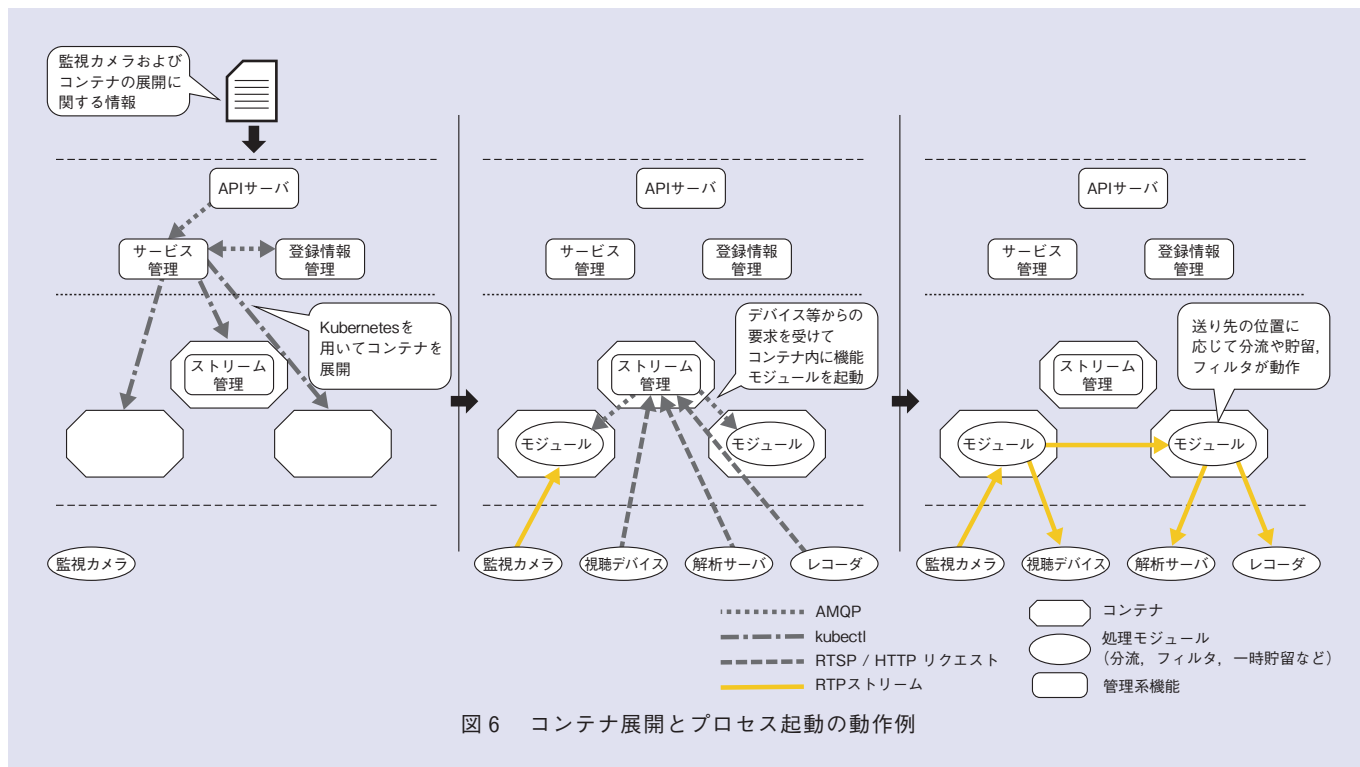 監視カメラおよび
コンテナの展開に
関する情報
APIサーバ
サービス
管理
登録情報
管理
Kubernetesを
用いてコンテナを
展開
ストリーム
管理
監視カメラ
APIサーバ
サービス
管理
登録情報
管理
デバイス等からの
要求を受けて
コンテナ内に機能
モジュールを起動
ストリーム
管理
モジュール
モジュール
監視カメラ
視聴デバイス
解析サーバ
レコーダ
APIサーバ
サービス
管理
登録情報
管理
送り先の位置に
応じて分流や貯留,
フィルタが動作
ストリーム
管理
モジュール
モジュール
監視カメラ
視聴デバイス
解析サーバ
レコーダ
AMQP
kubectl
RTSP / HTTP リクエスト
RTPストリーム
コンテナ
処理モジュール
(分流,フィルタ,一時貯留など)
管理系機能
図6 コンテナ展開とプロセス起動の動作例